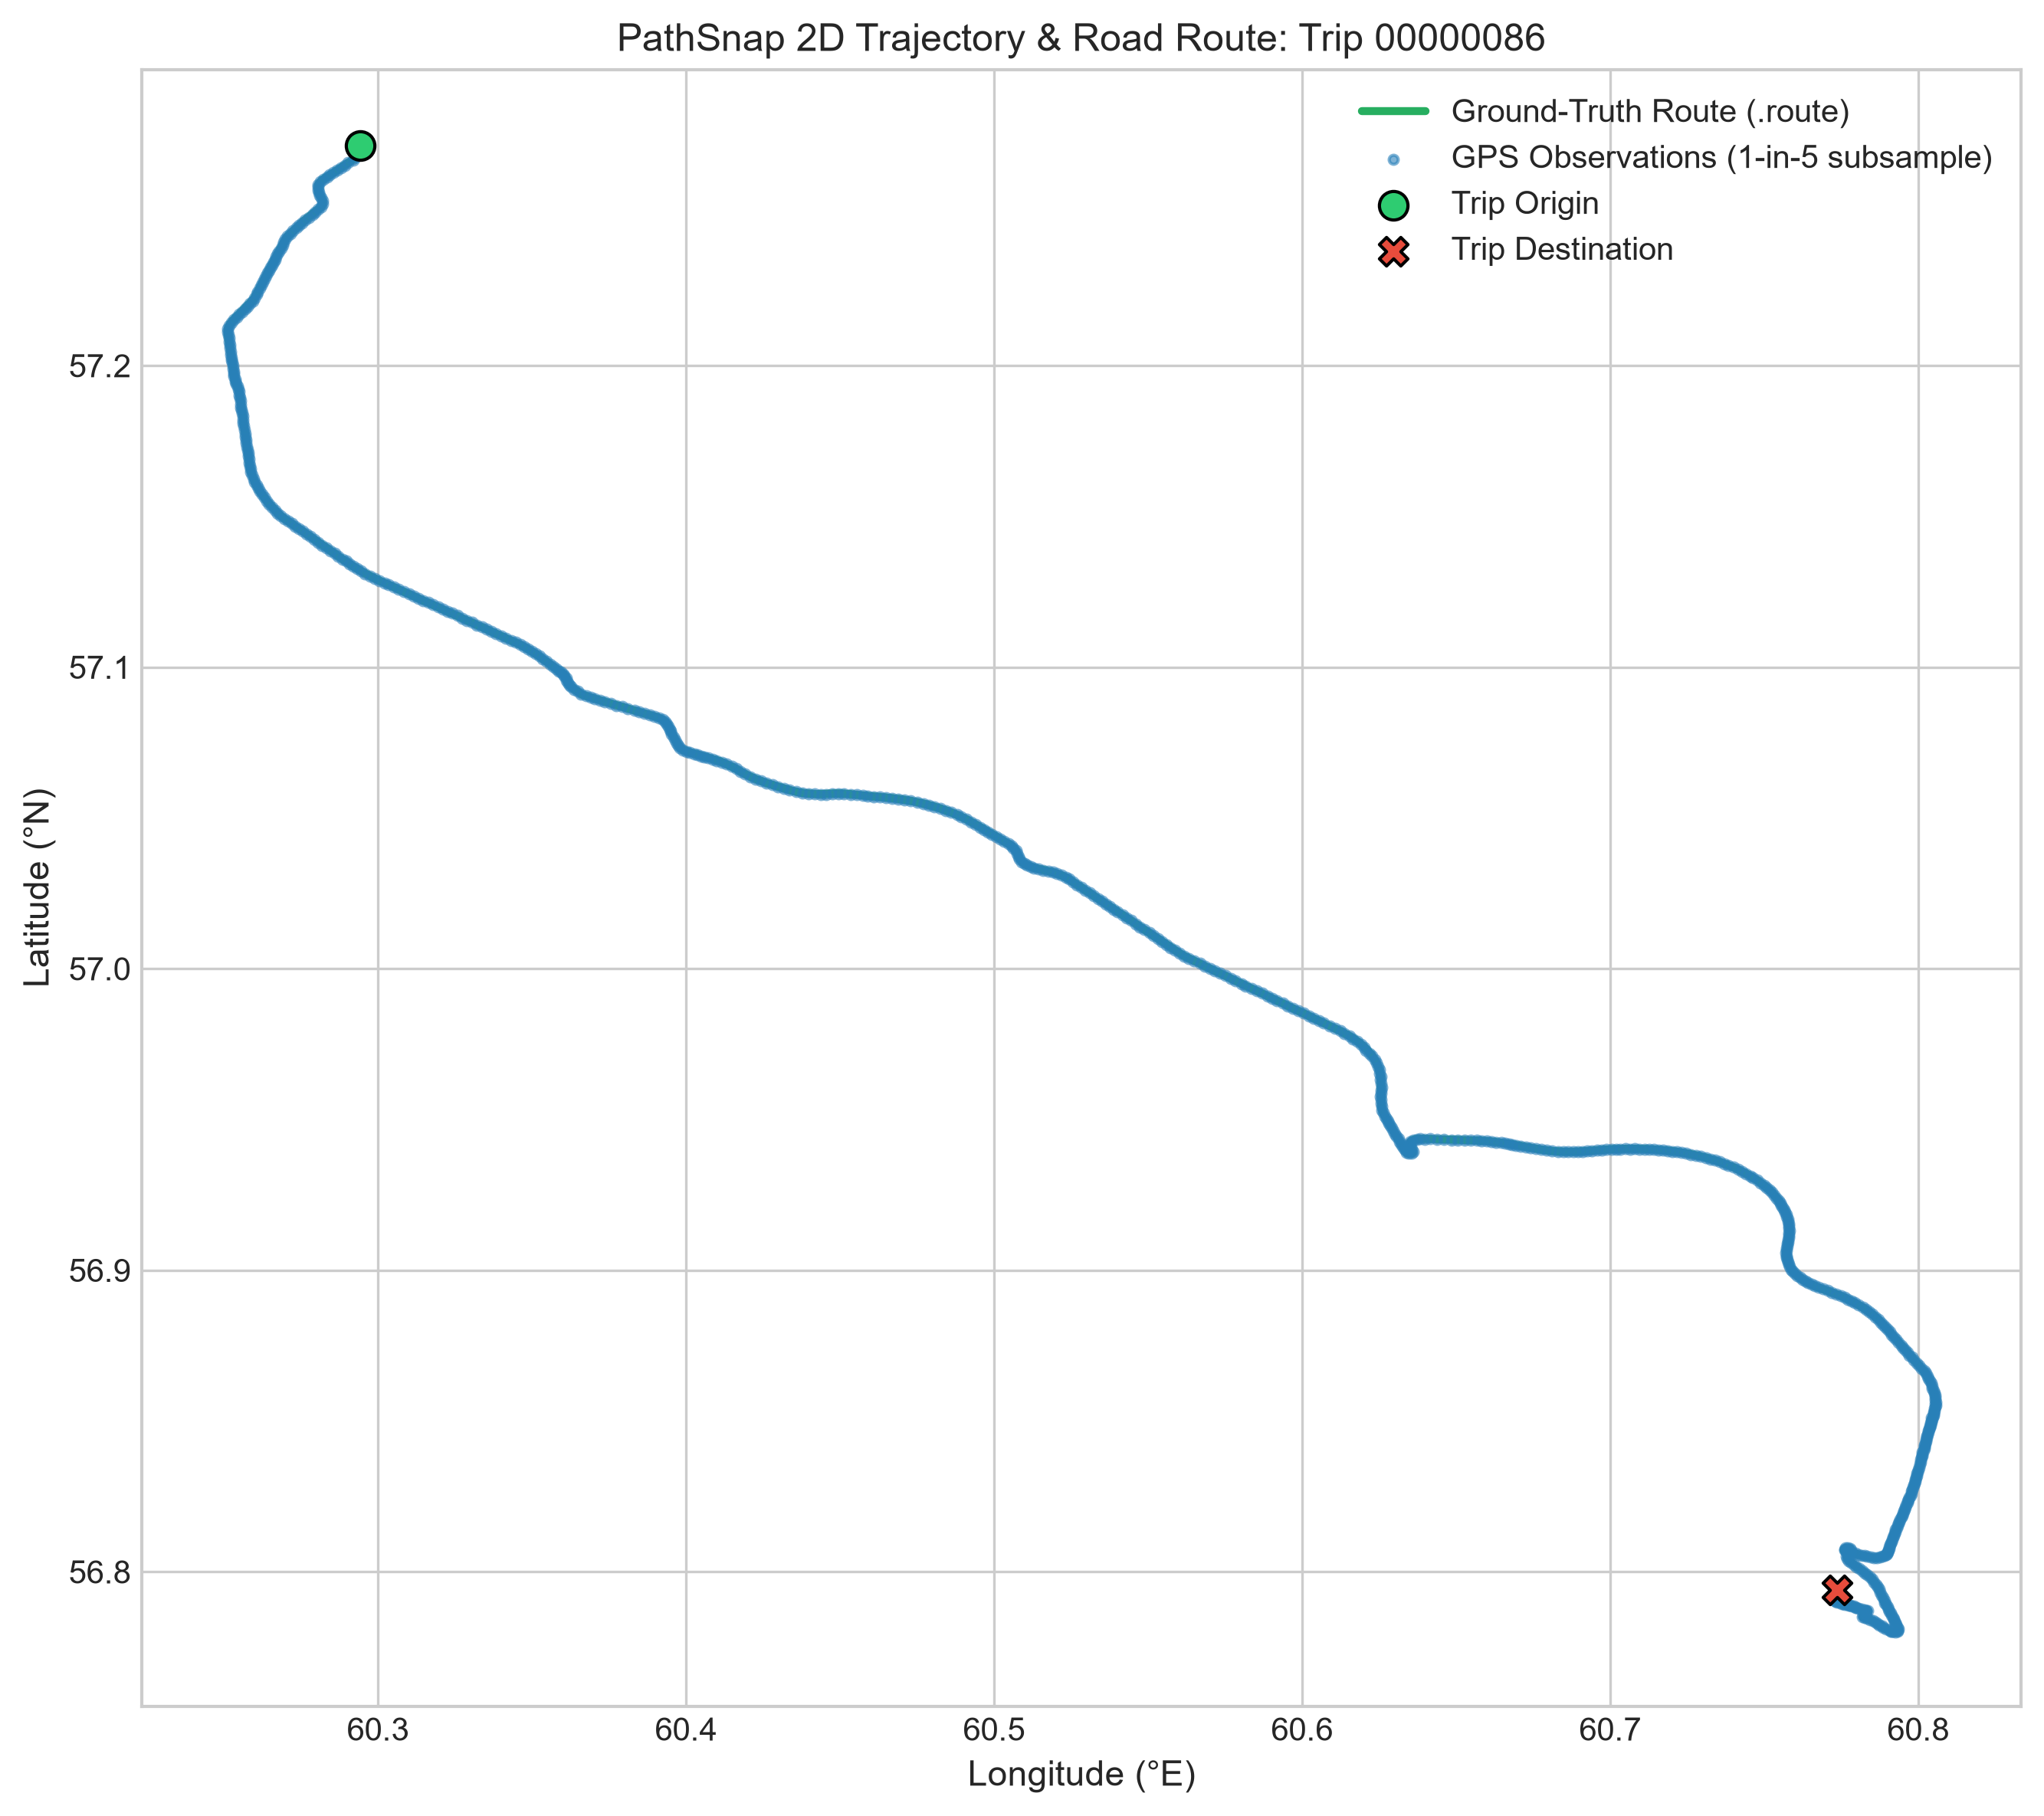 PathSnap 2D Trajectory & Road Route: Trip 00000086
Ground-Truth Route (.route)
GPS Observations (1-in-5 subsample)
Trip Origin
Trip Destination
57.2
57.1
57.0
56.9
56.8
Latitude (°N)
60.3 60.4 60.5 60.6 60.7 60.8
Longitude (°E)